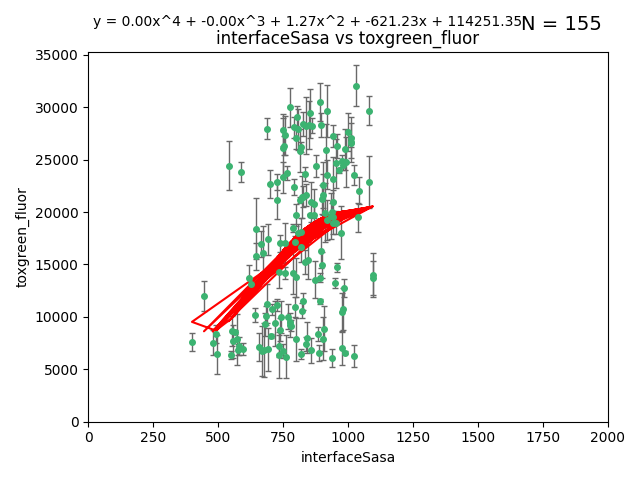 y = 0.00x^4 + -0.00x^3 + 1.27x^2 + -621.23x + 114251.35
N = 155
interfaceSasa vs toxgreen_fluor
35000
30000
25000
20000
15000
10000
5000
0
toxgreen_fluor
0 250 500 750 1000 1250 1500 1750 2000
interfaceSasa